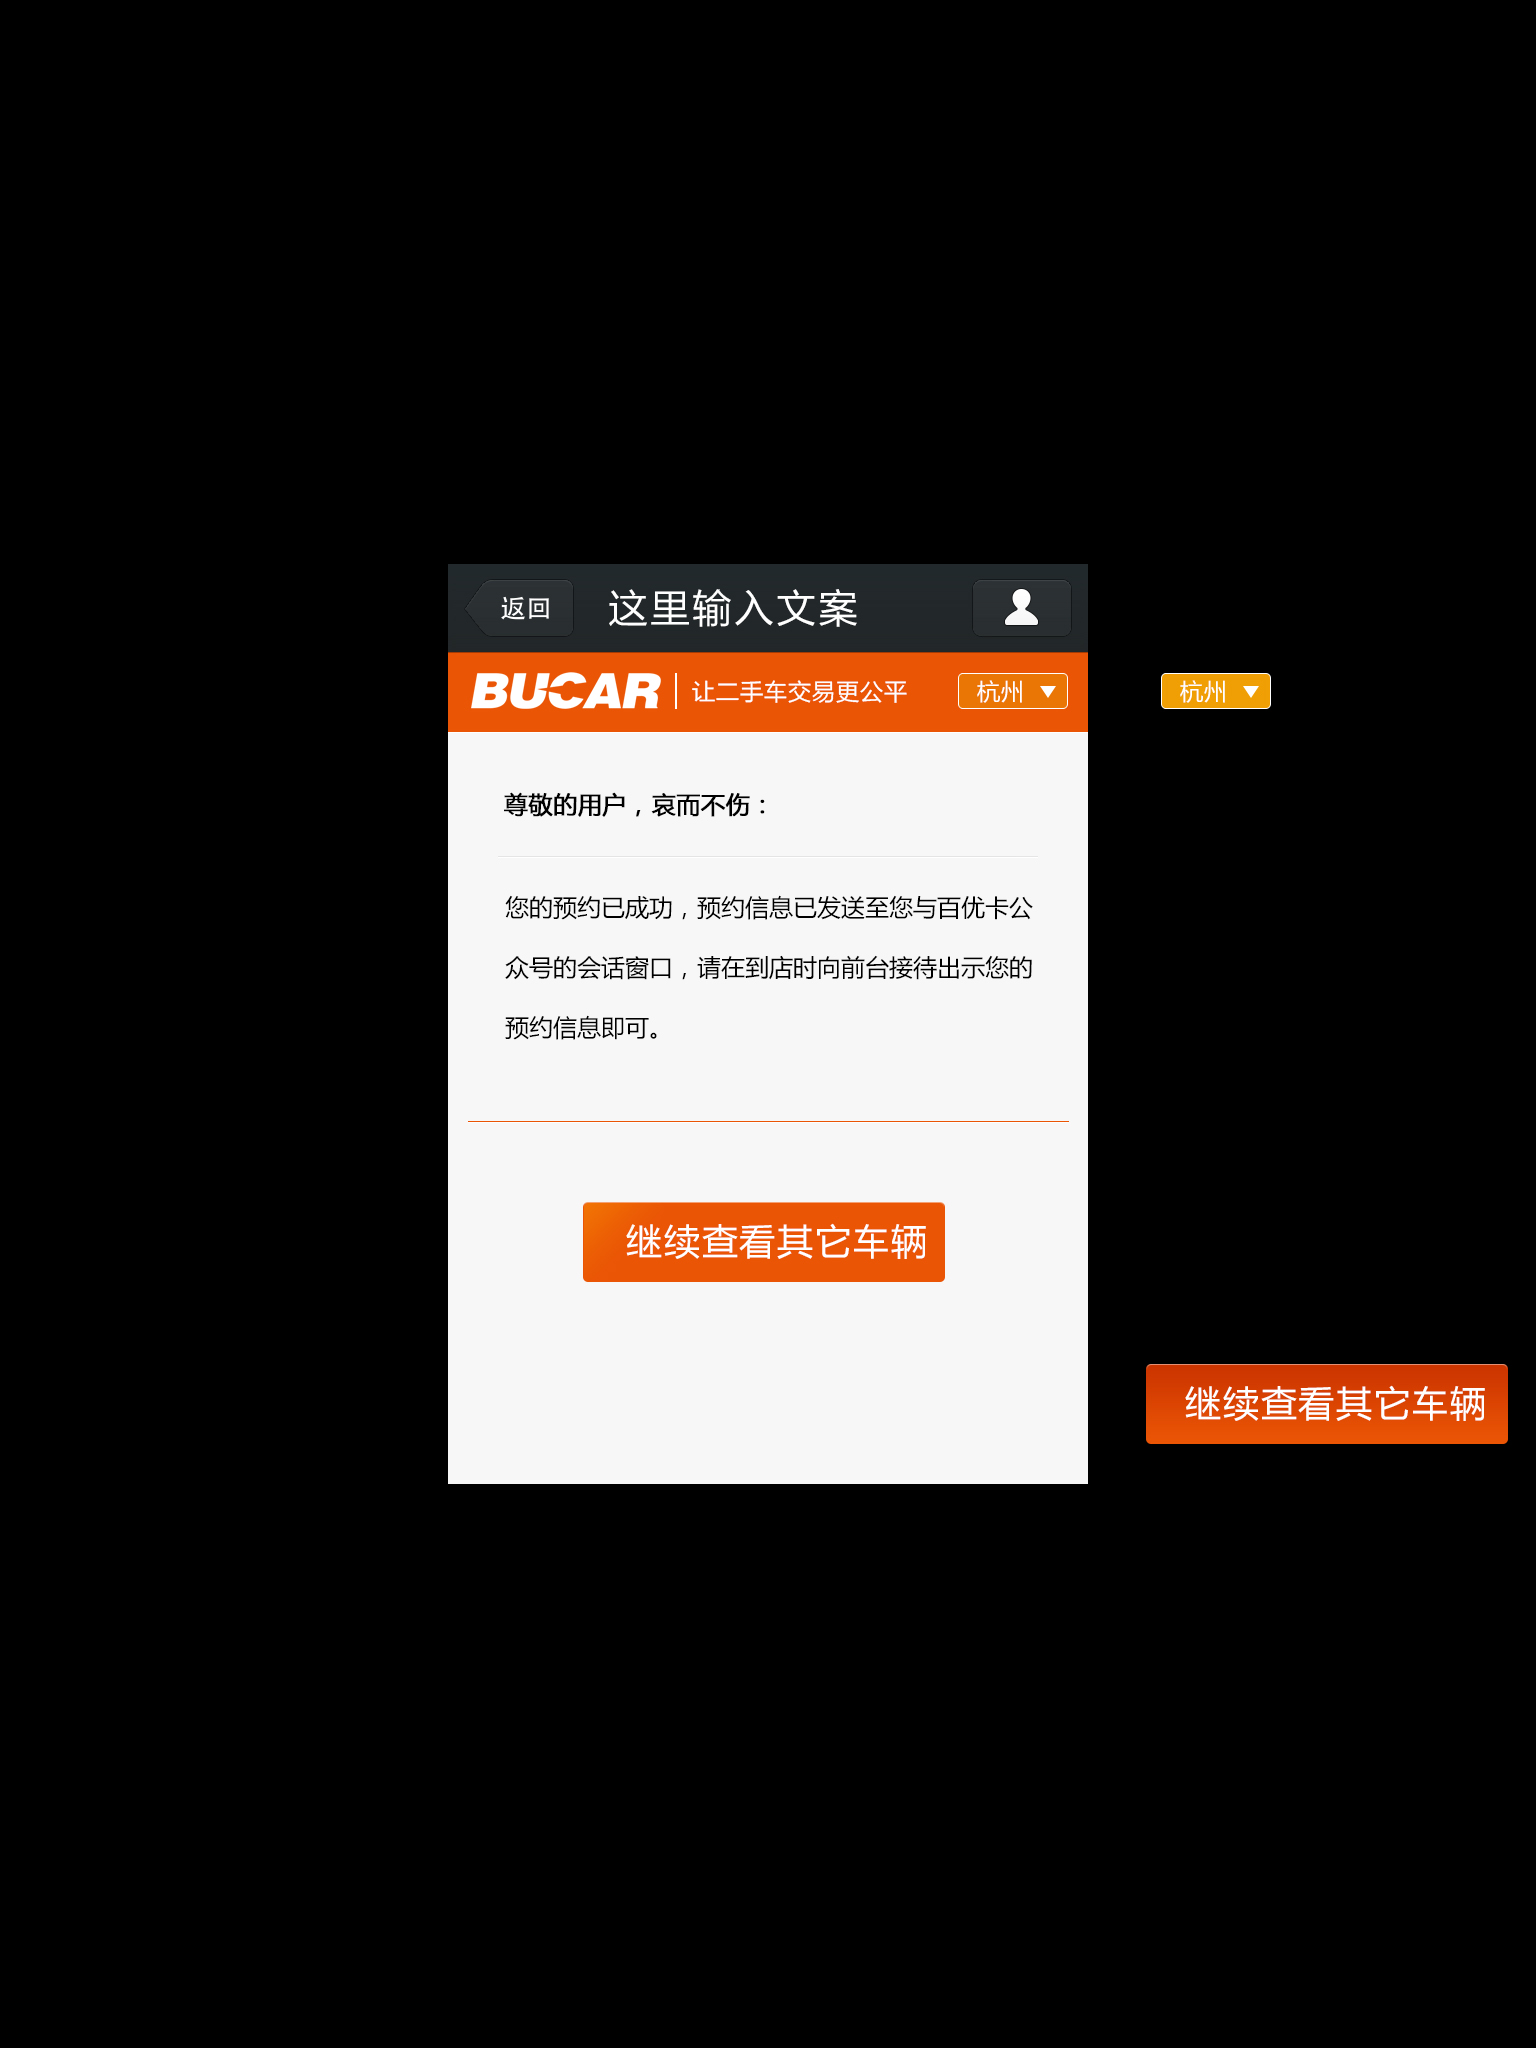 返回 这里输入文案
BUCAR 让二手车交易更公平 杭州 杭州
尊敬的用户，哀而不伤：
您的预约已成功，预约信息已发送至您与百优卡公
众号的会话窗口，请在到店时向前台接待出示您的
预约信息即可。
继续查看其它车辆
继续查看其它车辆